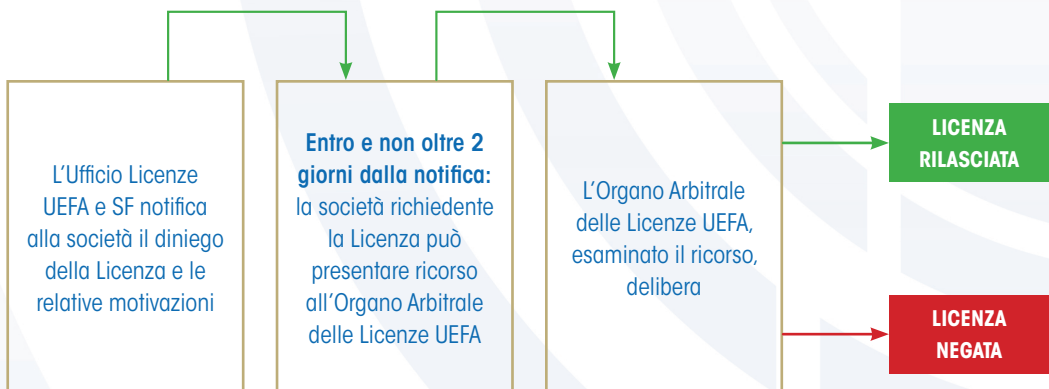 L'Ufficio Licenze
UEFA e SF notifica
alla società il diniego
della Licenza e le
relative motivazioni
Entro e non oltre 2
giorni dalla notifica:
la società richiedente
la Licenza può
presentare ricorso
all'Organo Arbitrale
delle Licenze UEFA
L'Organo Arbitrale
delle Licenze UEFA,
esaminato il ricorso,
delibera
LICENZA
RILASCIATA
LICENZA
NEGATA